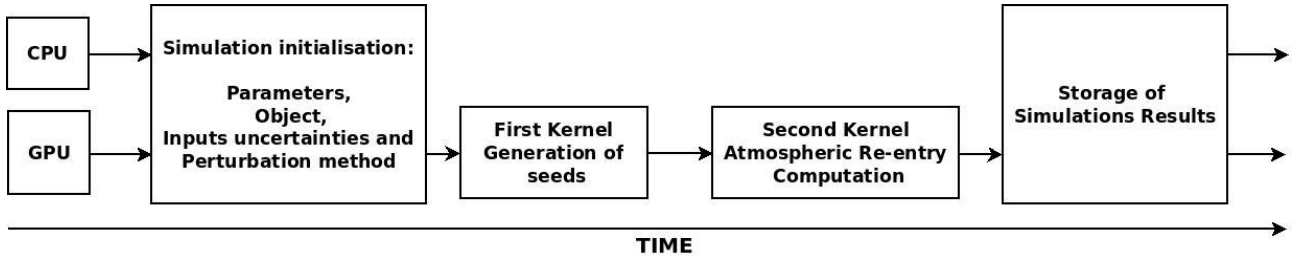 CPU
GPU
Simulation initialisation:
Parameters,
Object,
Inputs uncertainties and
Perturbation method
First Kernel
Generation of
seeds
Second Kernel
Atmospheric Re-entry
Computation
Storage of
Simulations Results
TIME